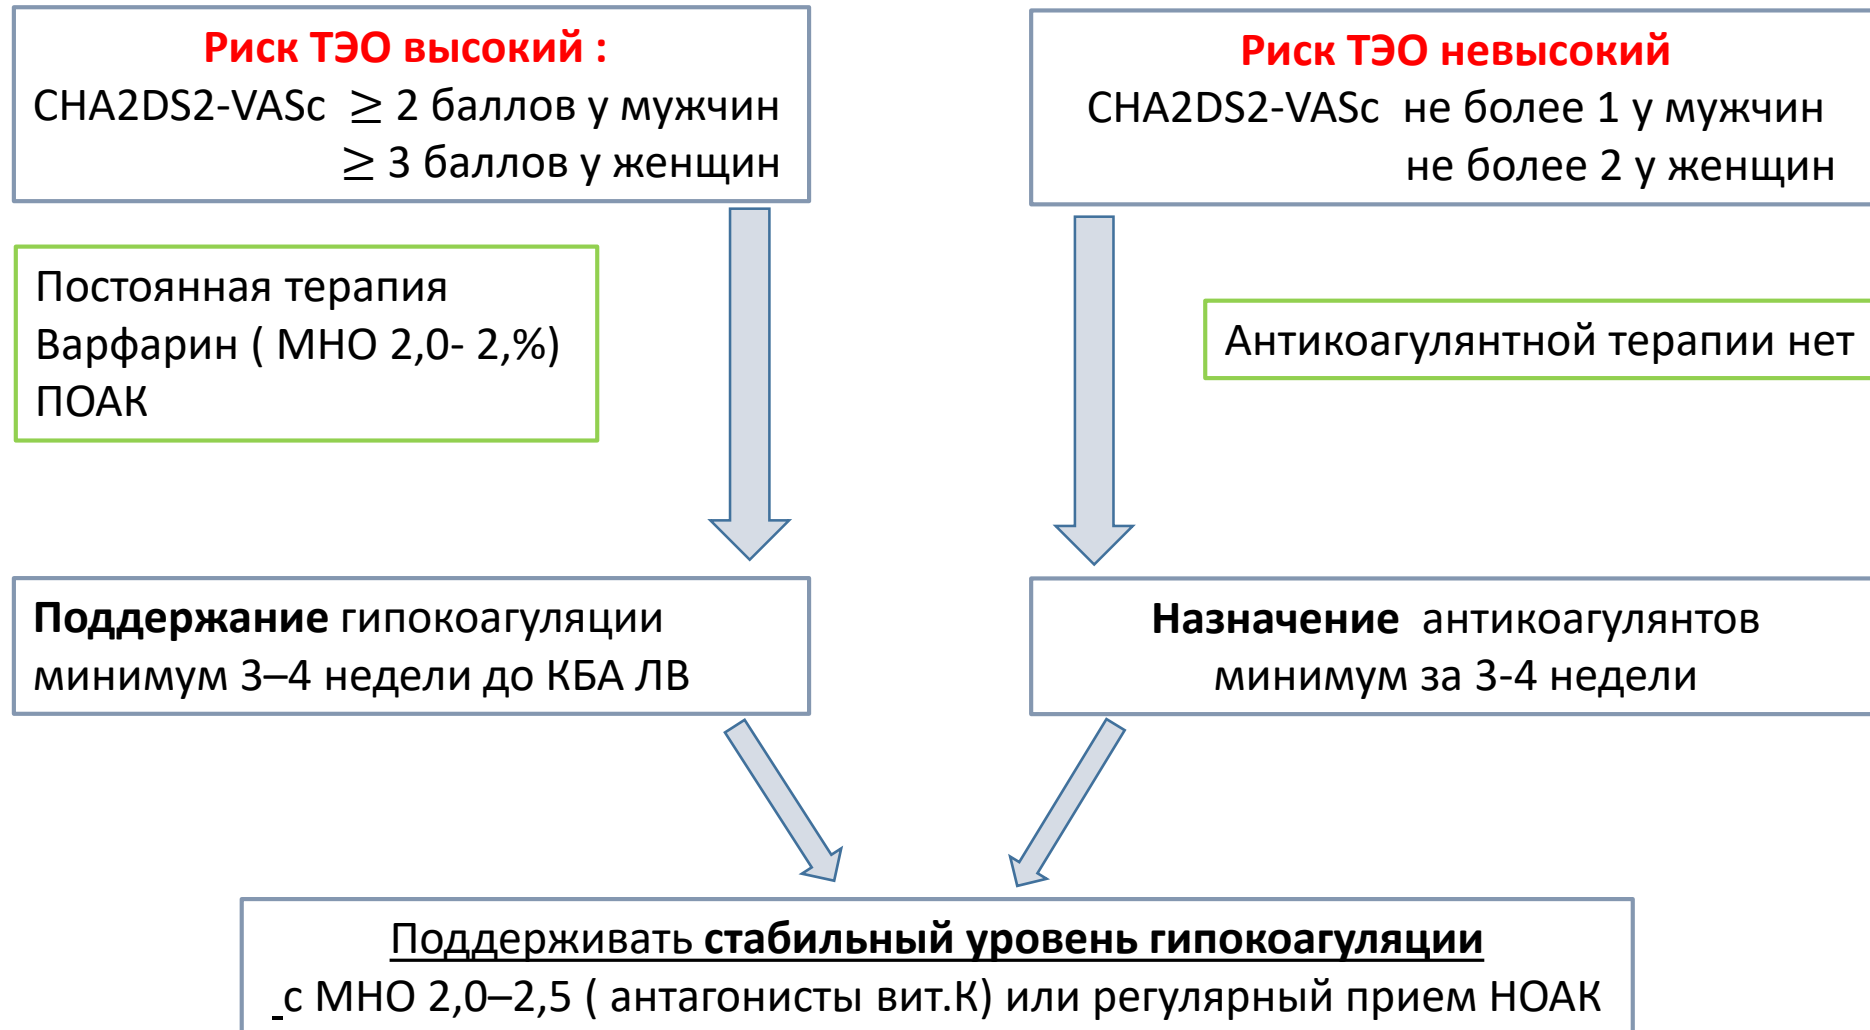 Риск ТЭО высокий :
CHA2DS2-VASc ≥ 2 баллов у мужчин
≥ 3 баллов у женщин
Риск ТЭО невысокий
CHA2DS2-VASc не более 1 у мужчин
не более 2 у женщин
Постоянная терапия
Варфарин ( МНО 2,0- 2,%)
ПОАК
Антикоагулянтной терапии нет
Поддержание гипокоагуляции
минимум 3–4 недели до КБА ЛВ
Назначение антикоагулянтов
минимум за 3-4 недели
Поддерживать стабильный уровень гипокоагуляции
с МНО 2,0–2,5 ( антагонисты вит.К) или регулярный прием НОАК